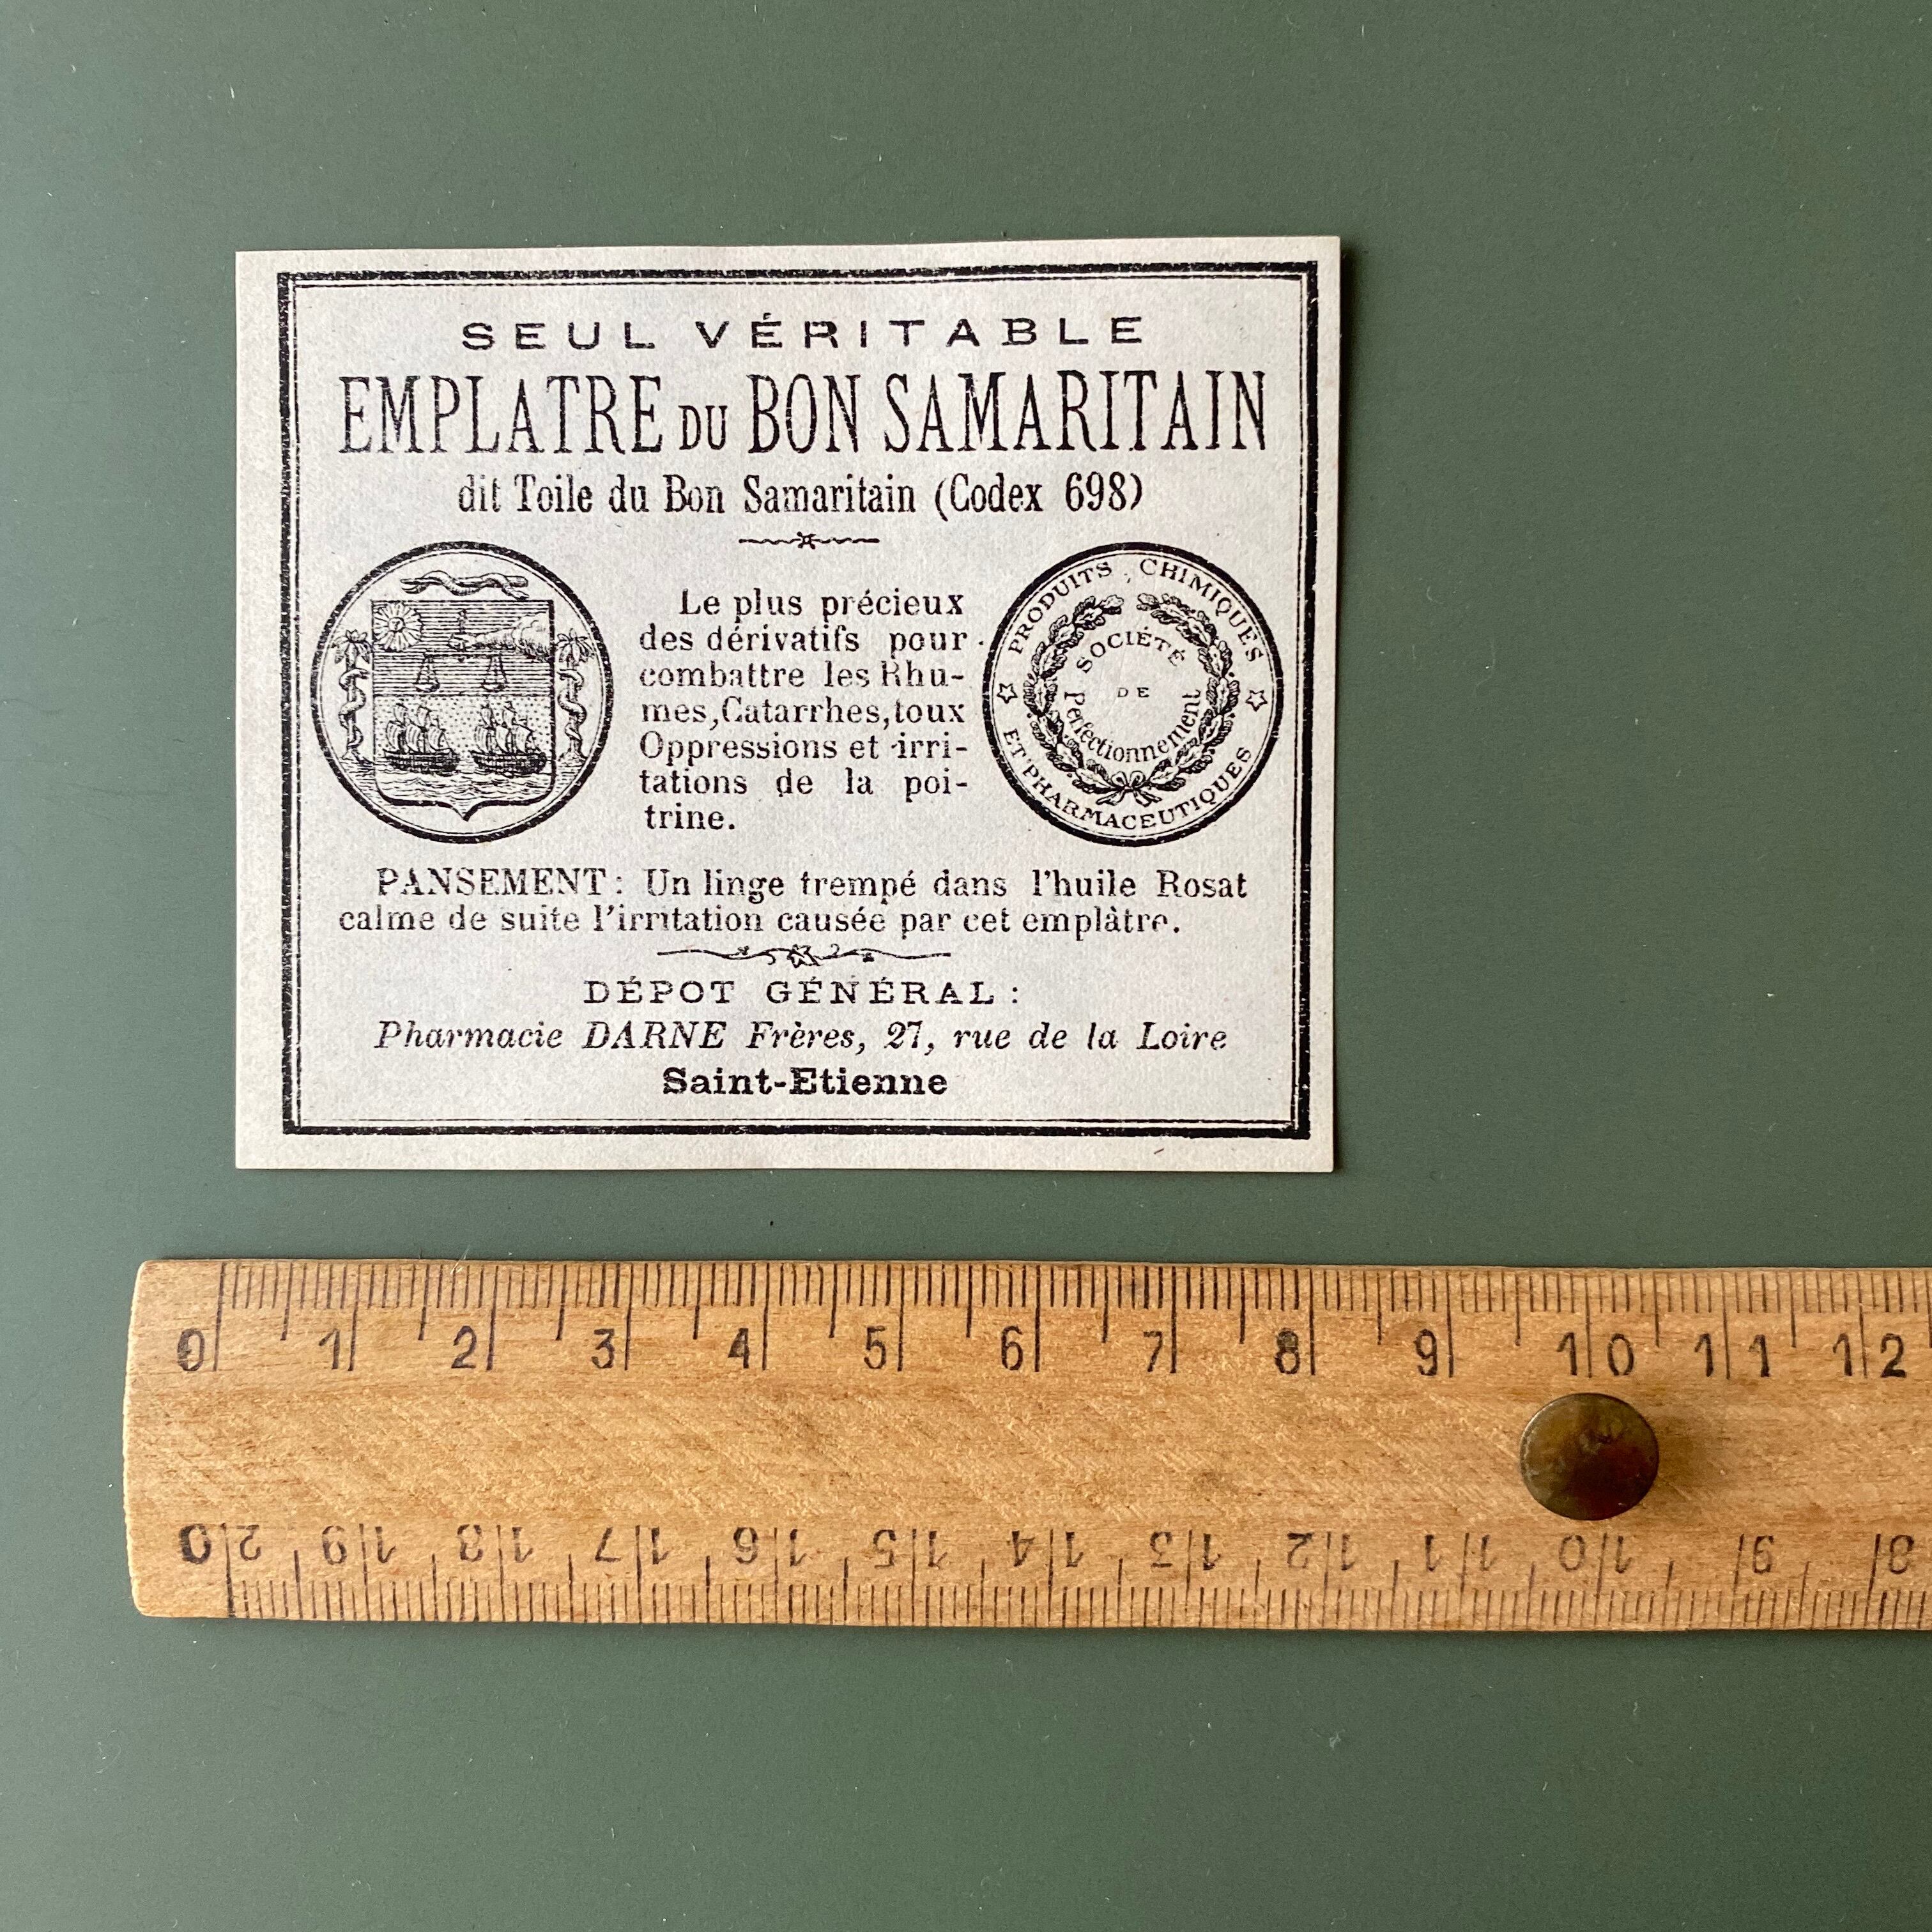 SEUL VÉRITABLE
EMPLATRE DU BON SAMARITAIN
dit Toile du Bon Samaritain (Codex 698)
Le plus précieux
des dérivatifs pour
combattre les Rhu-
mes, Catarrhes, toux
Oppressions et irri-
tations de la poi-
trine.
PRODUITS CHIMIQUES
ET PHARMACEUTIQUES
SOCIÉTÉ
DE
Perfectionnement
PANSEMENT : Un linge trempé dans l'huile Rosat
calme de suite l'irritation causée par cet emplâtre.
DÉPOT GÉNÉRAL :
Pharmacie DARNE Frères, 27, rue de la Loire
Saint-Etienne
0 1 2 3 4 5 6 7 8 9 10 11 12
0 20 19 18 17 16 15 14 13 12 11 10 9 8